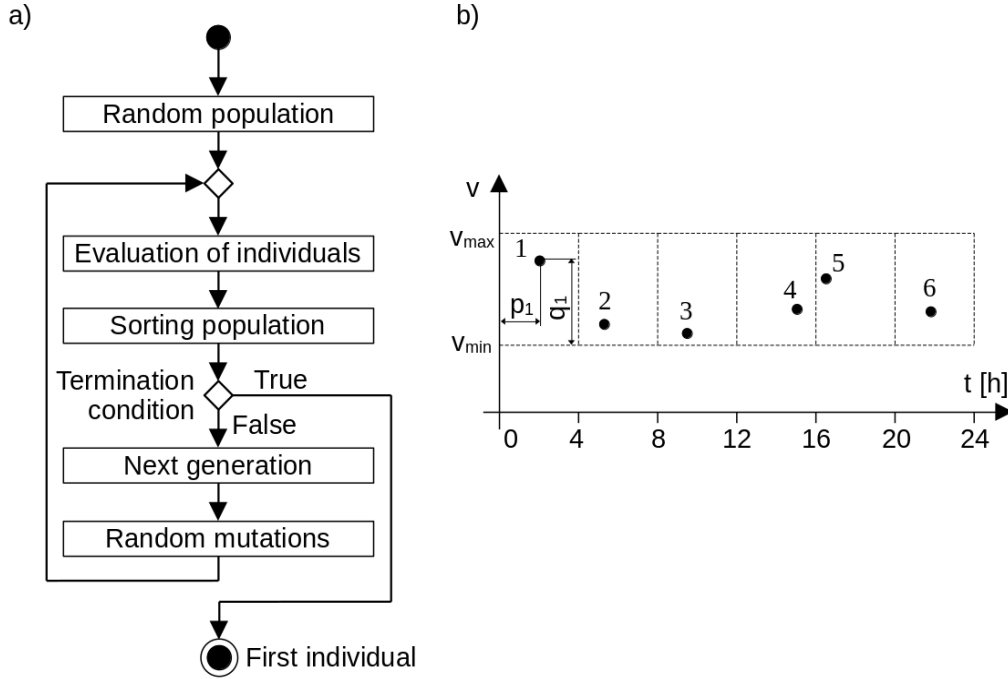 a)
Random population
Evaluation of individuals
Sorting population
Termination
condition
True
False
Next generation
Random mutations
First individual
b)
v
vmax
1
5
2
3
4
6
p1
q1
vmin
t [h]
0 4 8 12 16 20 24